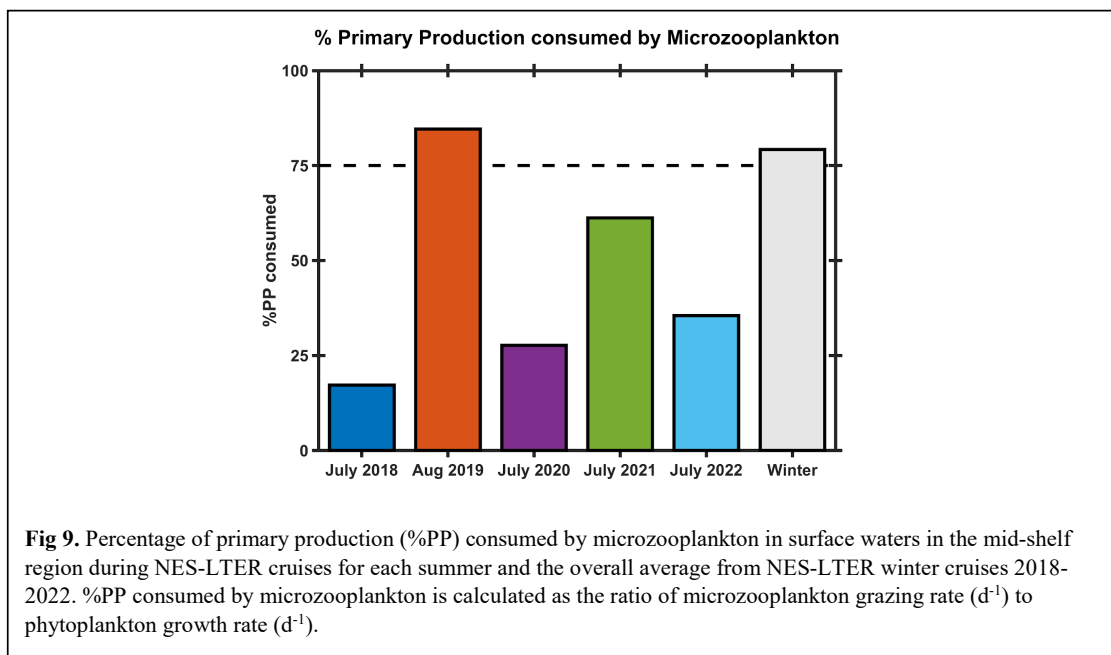 % Primary Production consumed by Microzooplankton
100
75
50
25
0
%PP consumed
July 2018 Aug 2019 July 2020 July 2021 July 2022 Winter
Fig 9. Percentage of primary production (%PP) consumed by microzooplankton in surface waters in the mid-shelf
region during NES-LTER cruises for each summer and the overall average from NES-LTER winter cruises 2018-
2022. %PP consumed by microzooplankton is calculated as the ratio of microzooplankton grazing rate (d⁻¹) to
phytoplankton growth rate (d⁻¹).